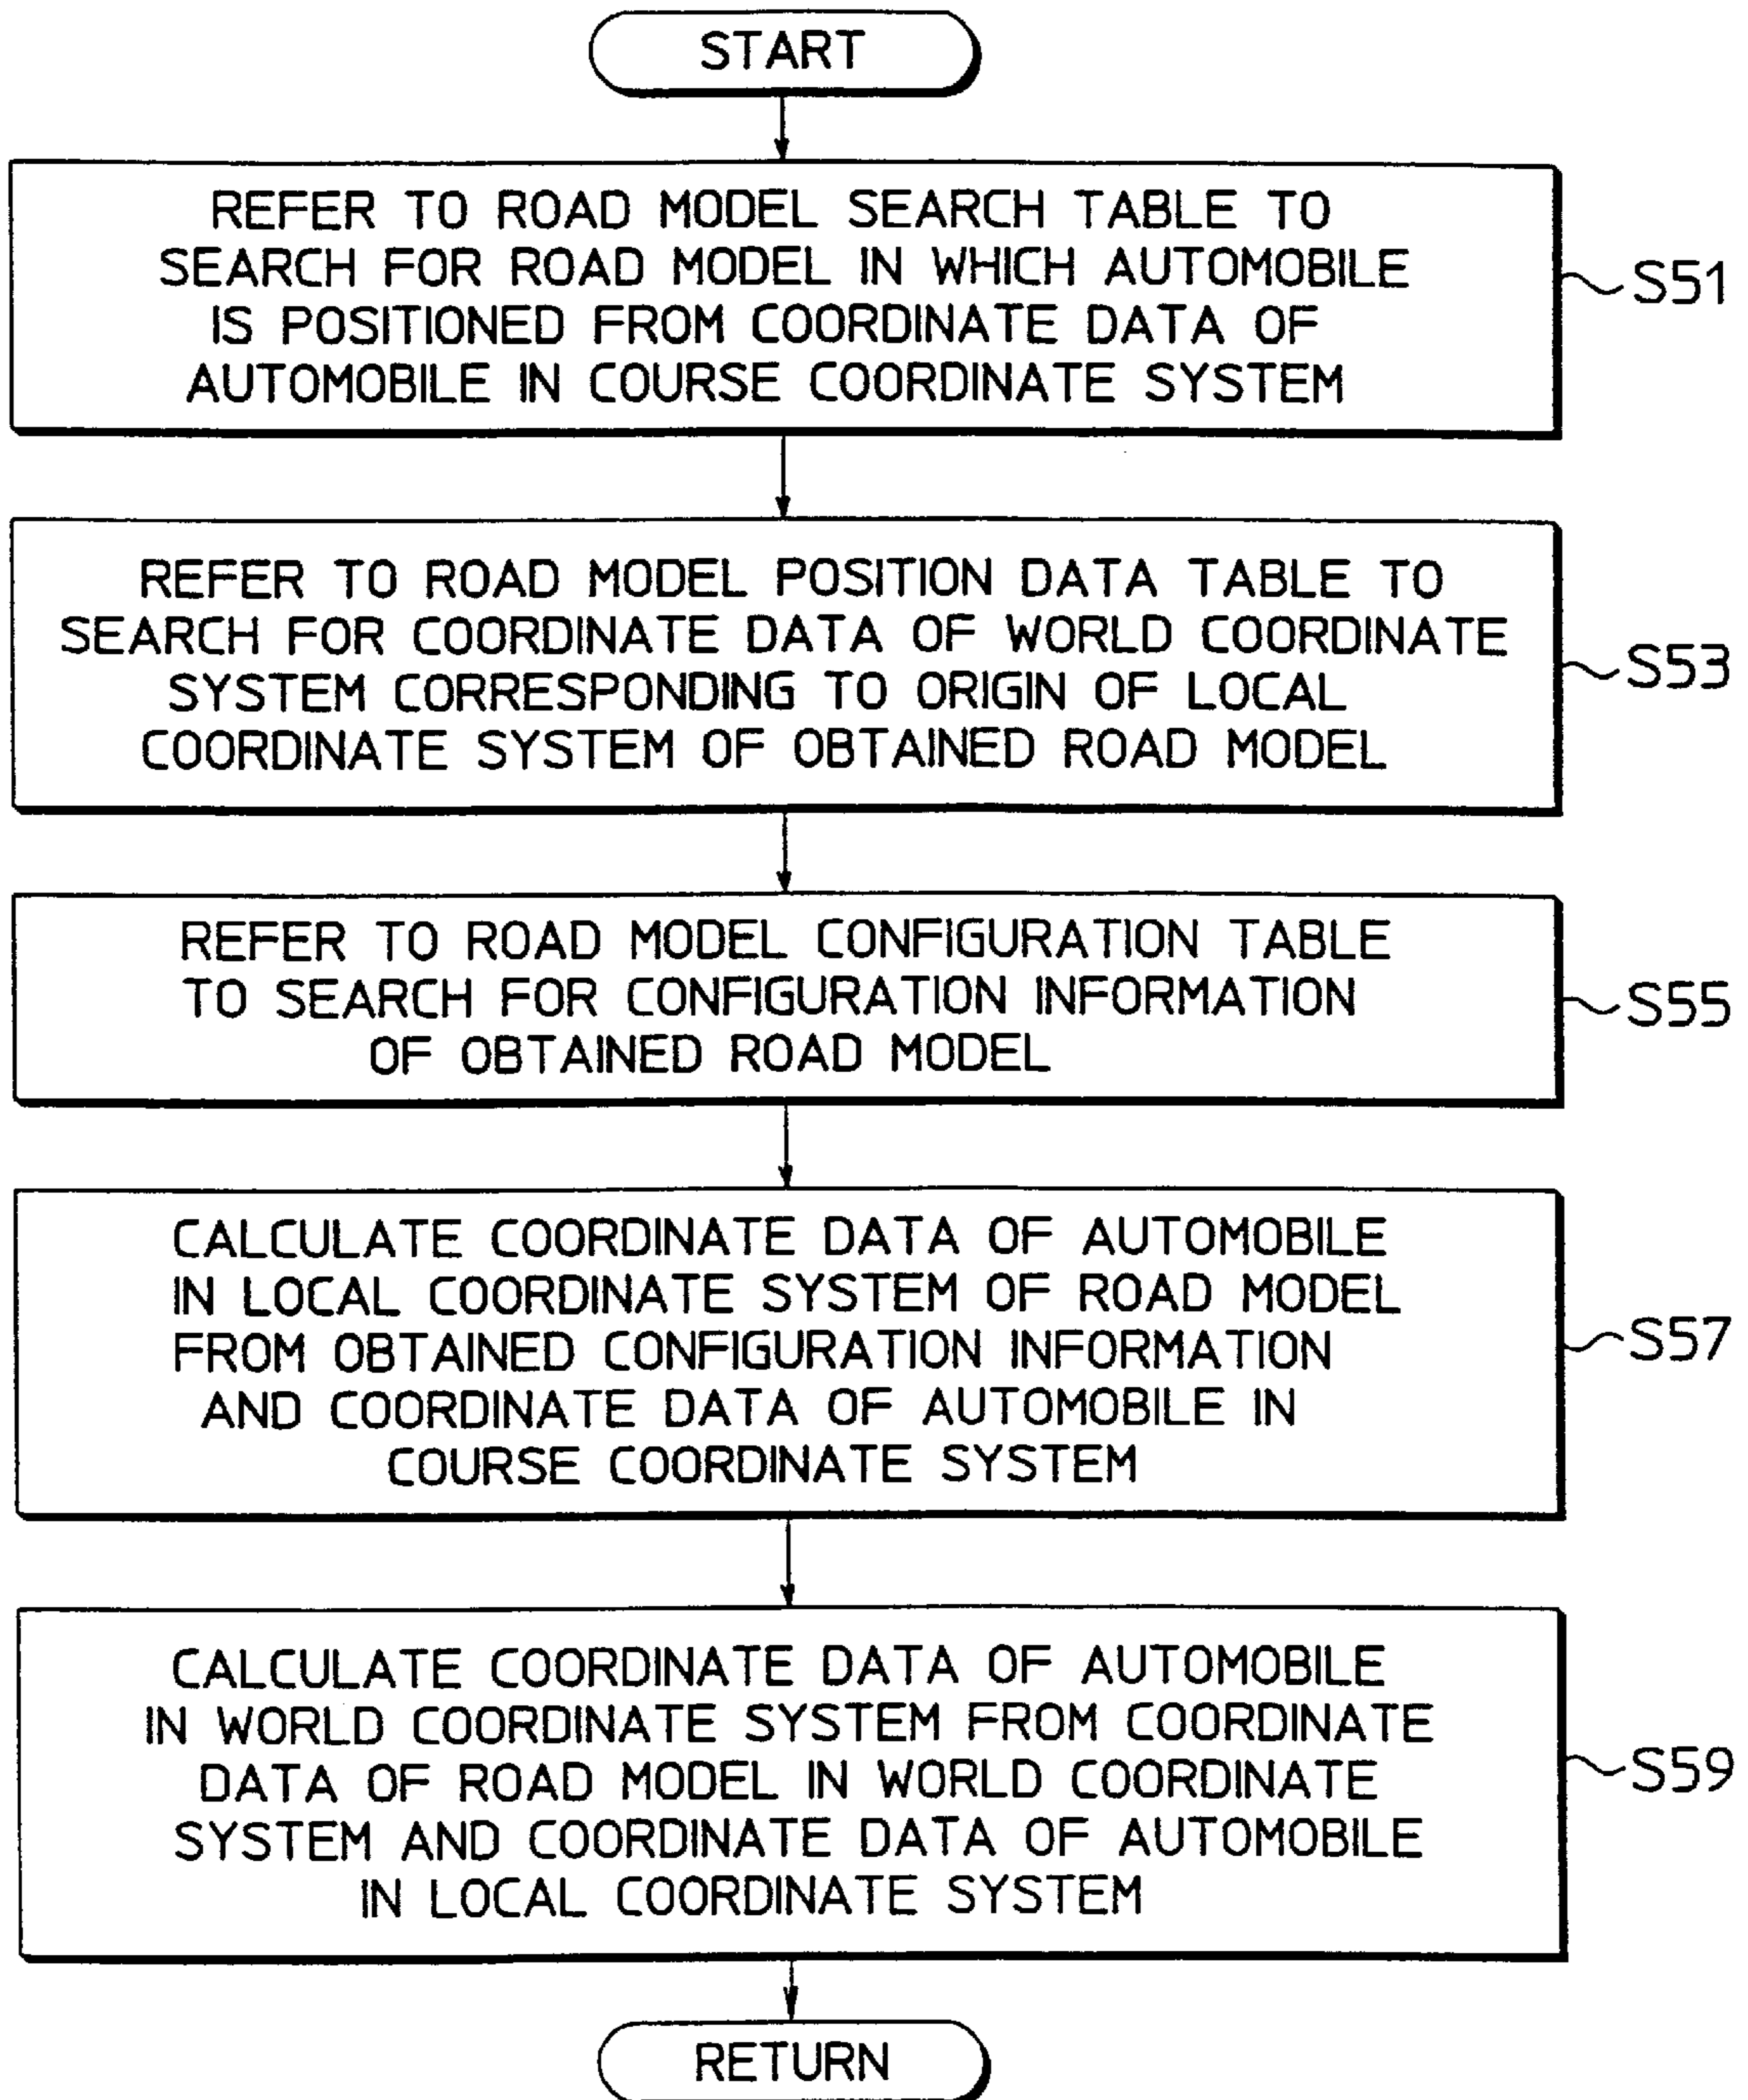 START
REFER TO ROAD MODEL SEARCH TABLE TO
SEARCH FOR ROAD MODEL IN WHICH AUTOMOBILE
IS POSITIONED FROM COORDINATE DATA OF
AUTOMOBILE IN COURSE COORDINATE SYSTEM
S51
REFER TO ROAD MODEL POSITION DATA TABLE TO
SEARCH FOR COORDINATE DATA OF WORLD COORDINATE
SYSTEM CORRESPONDING TO ORIGIN OF LOCAL
COORDINATE SYSTEM OF OBTAINED ROAD MODEL
S53
REFER TO ROAD MODEL CONFIGURATION TABLE
TO SEARCH FOR CONFIGURATION INFORMATION
OF OBTAINED ROAD MODEL
S55
CALCULATE COORDINATE DATA OF AUTOMOBILE
IN LOCAL COORDINATE SYSTEM OF ROAD MODEL
FROM OBTAINED CONFIGURATION INFORMATION
AND COORDINATE DATA OF AUTOMOBILE IN
COURSE COORDINATE SYSTEM
S57
CALCULATE COORDINATE DATA OF AUTOMOBILE
IN WORLD COORDINATE SYSTEM FROM COORDINATE
DATA OF ROAD MODEL IN WORLD COORDINATE
SYSTEM AND COORDINATE DATA OF AUTOMOBILE
IN LOCAL COORDINATE SYSTEM
S59
RETURN